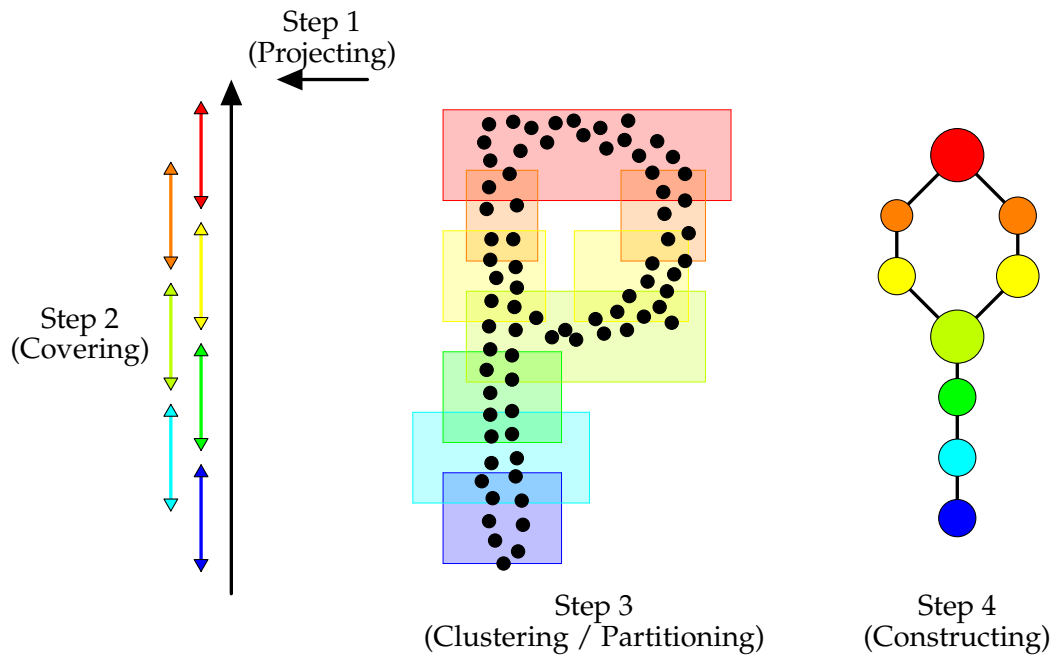 Step 1
(Projecting)
Step 2
(Covering)
Step 3
(Clustering / Partitioning)
Step 4
(Constructing)